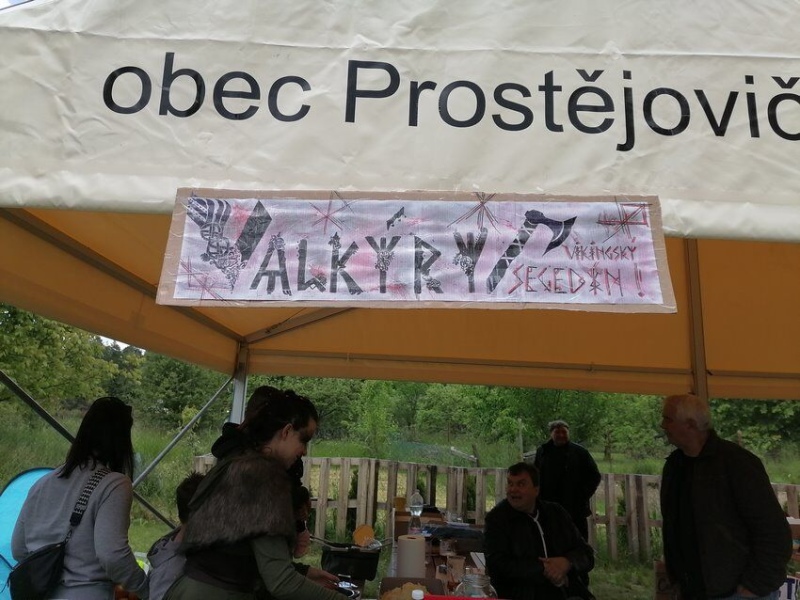 obec Prostějovič
VALKÝRY
VIKINGSKÝ
SEGEDÍN!